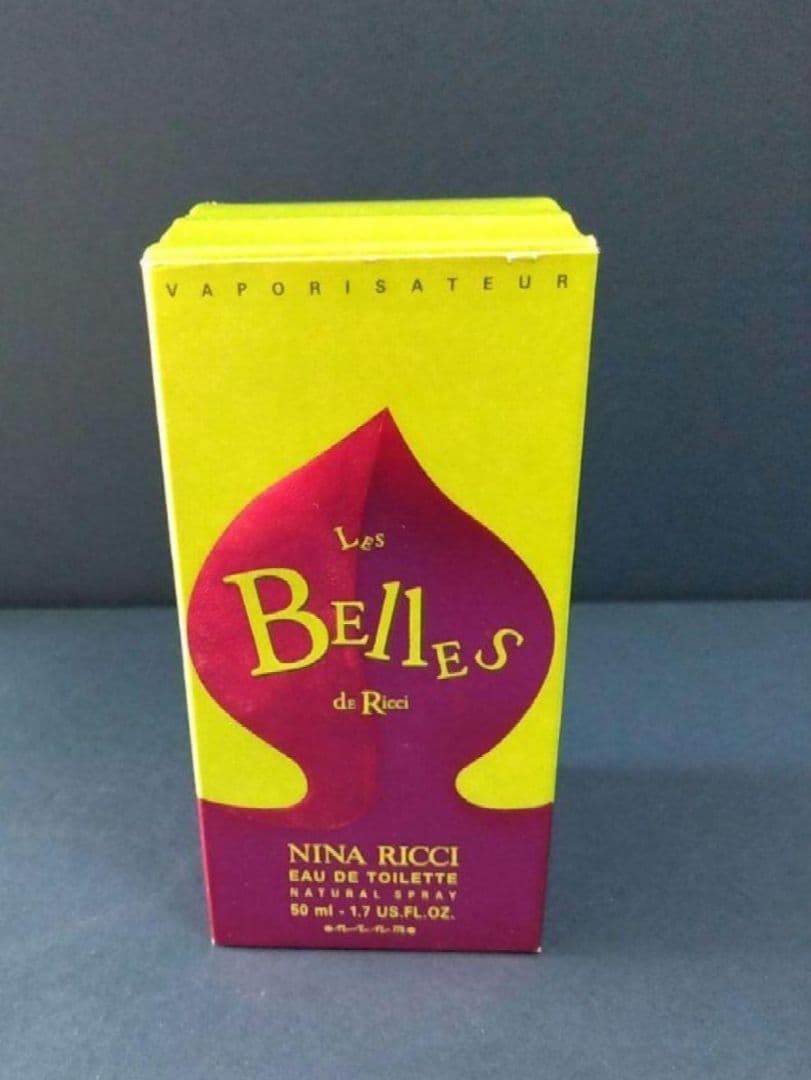 VAPORISATEUR
LES
BEllES
dE Ricci
NINA RICCI
EAU DE TOILETTE
NATURAL SPRAY
50 ml - 1.7 US.FL.OZ.